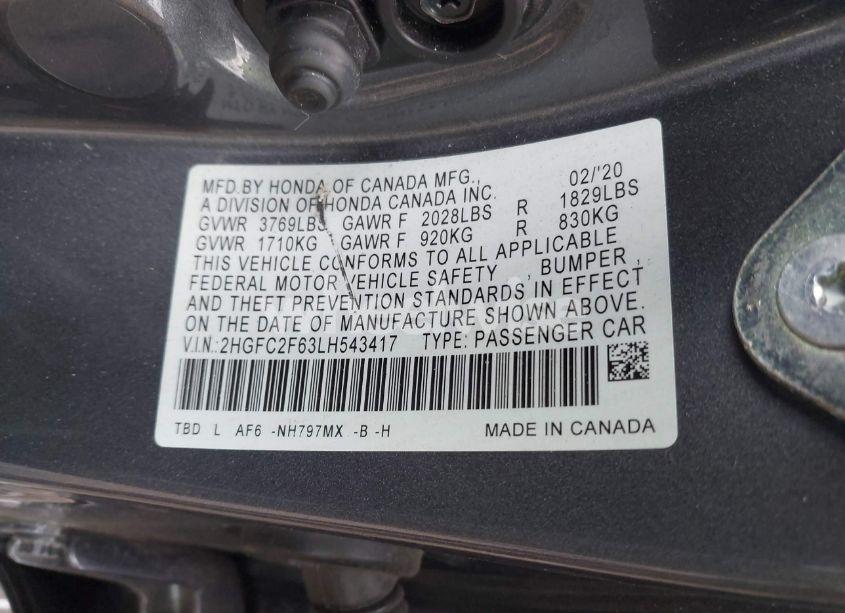 MFD.BY HONDA OF CANADA MFG., 02/'20
A DIVISION OF HONDA CANADA INC.
GVWR 3769LBS GAWR F 2028LBS R 1829LBS
GVWR 1710KG GAWR F 920KG R 830KG
THIS VEHICLE CONFORMS TO ALL APPLICABLE
FEDERAL MOTOR VEHICLE SAFETY , BUMPER ,
AND THEFT PREVENTION STANDARDS IN EFFECT
ON THE DATE OF MANUFACTURE SHOWN ABOVE.
V.I.N.:2HGFC2F63LH543417 TYPE: PASSENGER CAR
TBD L AF6 -NH797MX -B -H MADE IN CANADA